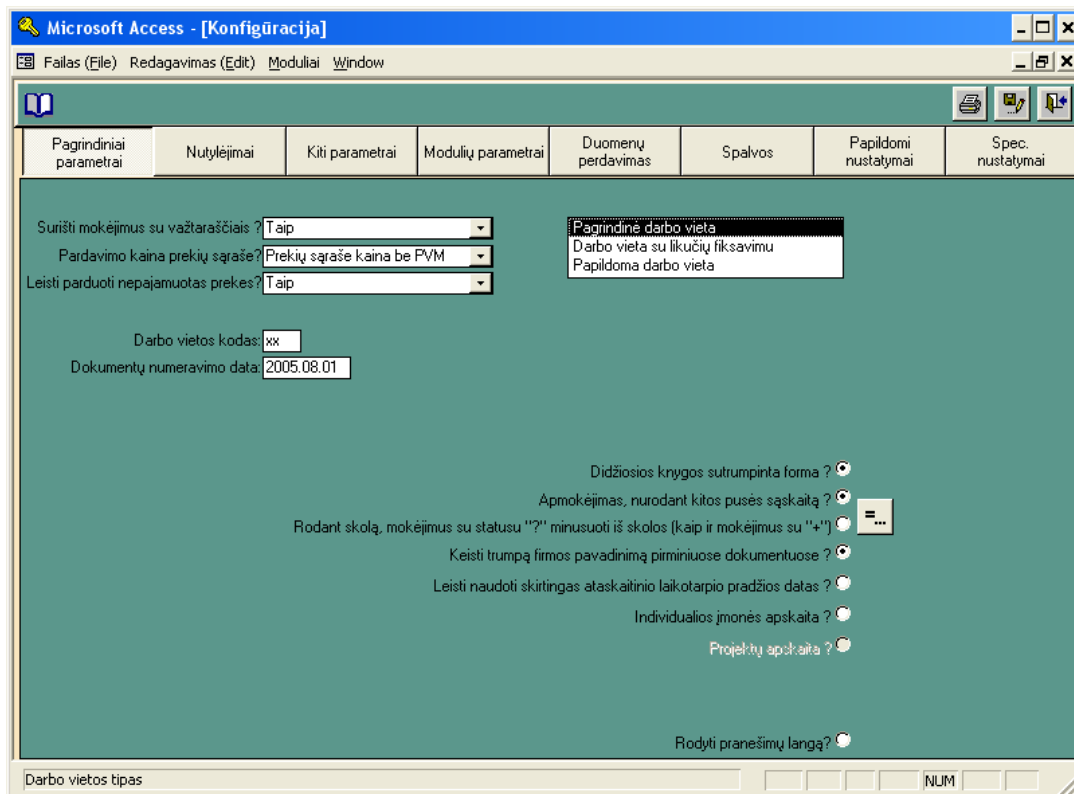 Microsoft Access - [Konfigūracija]
Failas (File) Redagavimas (Edit) Moduliai Window
Pagrindiniai parametrai
Nutylėjimai
Kiti parametrai
Modulių parametrai
Duomenų perdavimas
Spalvos
Papildomi nustatymai
Spec. nustatymai
Surišti mokėjimus su važtaraščiais ? Taip
Pardavimo kaina prekių sąraše? Prekių sąraše kaina be PVM
Leisti parduoti nepajamuotas prekes? Taip
Pagrindinė darbo vieta
Darbo vieta su likučių fiksavimu
Papildoma darbo vieta
Darbo vietos kodas: xx
Dokumentų numeravimo data: 2005.08.01
Didžiosios knygos sutrumpinta forma ?
Apmokėjimas, nurodant kitos pusės sąskaitą ?
=...
Rodant skolą, mokėjimus su statusu "?" minusuoti iš skolos (kaip ir mokėjimus su "+")
Keisti trumpą firmos pavadinimą pirminiuose dokumentuose ?
Leisti naudoti skirtingas ataskaitinio laikotarpio pradžios datas ?
Individualios įmonės apskaita ?
Projektų apskaita ?
Rodyti pranešimų langą?
Darbo vietos tipas
NUM